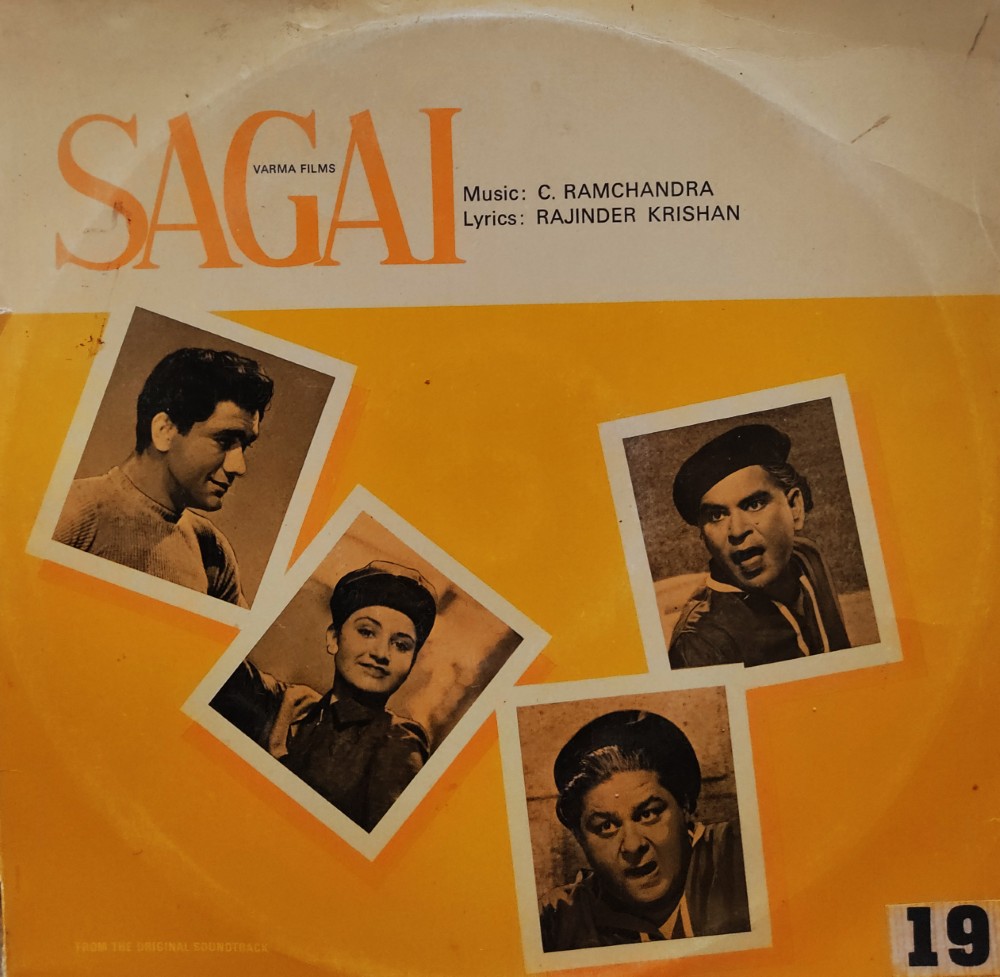 SAGAI
VARMA FILMS
Music: C. RAMCHANDRA
Lyrics: RAJINDER KRISHAN
FROM THE ORIGINAL SOUNDTRACK
19